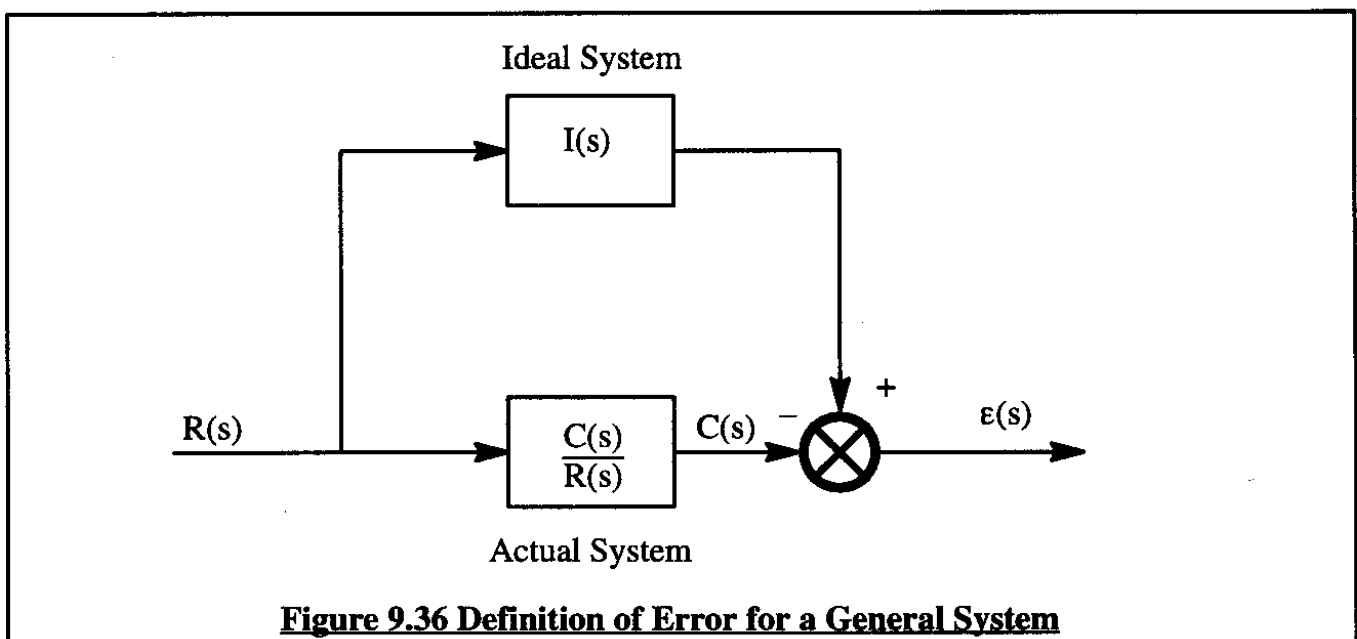 Ideal System
I(s)
+
R(s)
C(s)
R(s)
C(s)
−
ε(s)
Actual System
Figure 9.36 Definition of Error for a General System